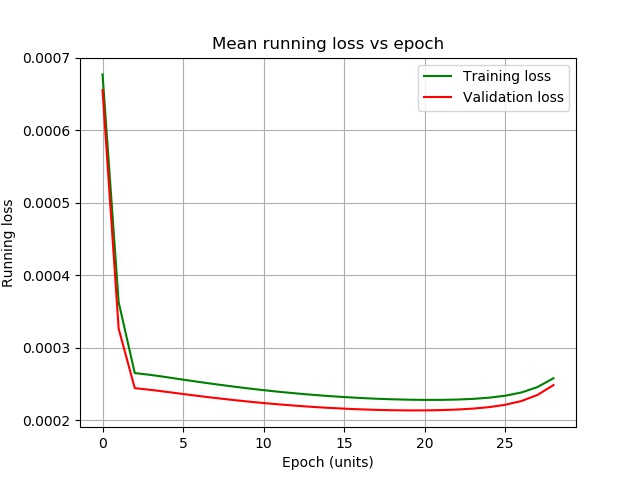 Mean running loss vs epoch
Training loss
Validation loss
0.0007
0.0006
0.0005
0.0004
0.0003
0.0002
Running loss
0 5 10 15 20 25
Epoch (units)